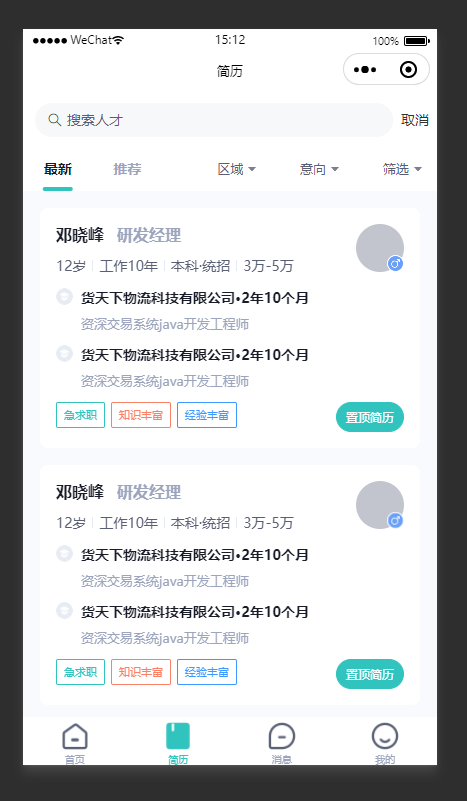 ●●●●● WeChat 15:12 100%
简历
搜索人才 取消
最新 推荐 区域 意向 筛选
邓晓峰 研发经理
12岁 工作10年 本科·统招 3万-5万
货天下物流科技有限公司•2年10个月
资深交易系统java开发工程师
货天下物流科技有限公司•2年10个月
资深交易系统java开发工程师
急求职 知识丰富 经验丰富 置顶简历
邓晓峰 研发经理
12岁 工作10年 本科·统招 3万-5万
货天下物流科技有限公司•2年10个月
资深交易系统java开发工程师
货天下物流科技有限公司•2年10个月
资深交易系统java开发工程师
急求职 知识丰富 经验丰富 置顶简历
首页 简历 消息 我的